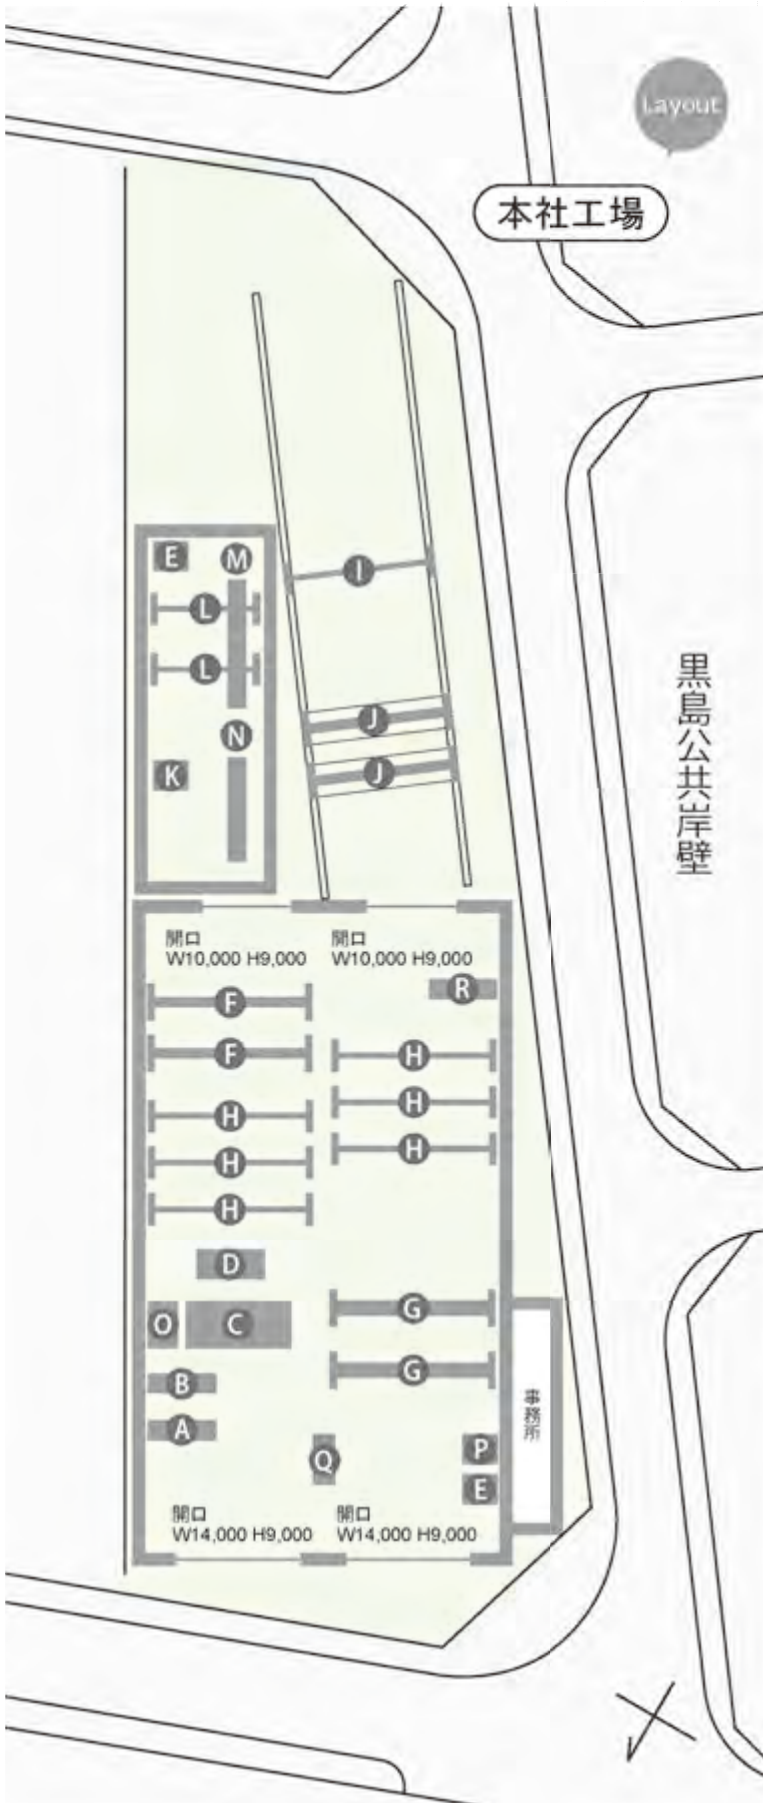 Layout
本社工場
E
M
L
I
L
J
N
J
K
黒島公共岸壁
開口
W10,000 H9,000
開口
W10,000 H9,000
R
F
F
H
H
H
H
H
H
D
G
O
C
G
B
A
事務所
P
Q
E
開口
W14,000 H9,000
開口
W14,000 H9,000